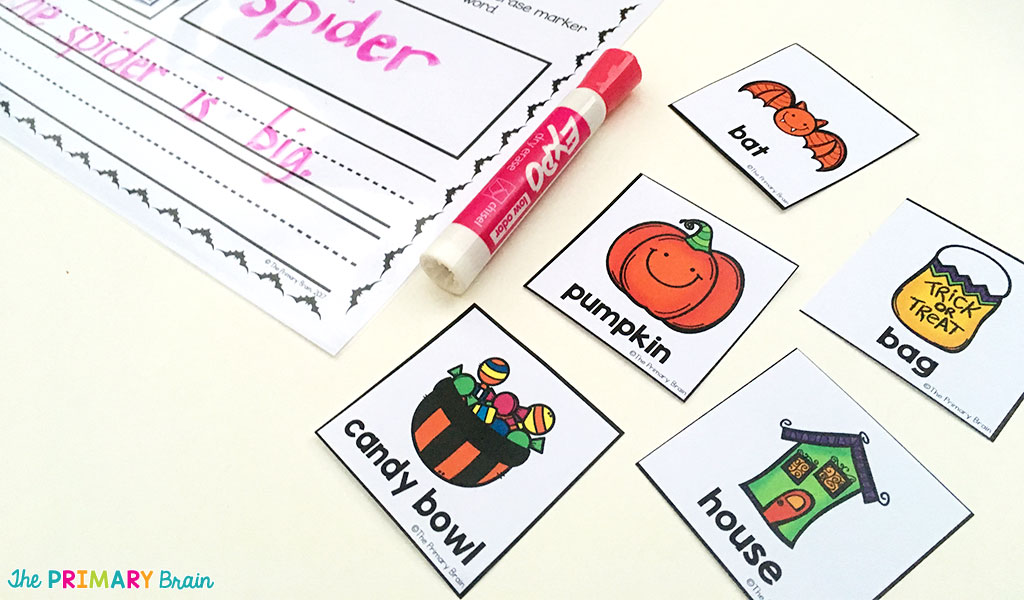 erase marker
word.
spider
he spider is big.
©The Primary Brain, 2017
EXPO
dry erase
low odor
chisel
bat
©The Primary Brain
pumpkin
©The Primary Brain
TRICK
OR
TREAT
bag
©The Primary Brain
candy bowl
©The Primary Brain
house
©The
The PRIMARY Brain